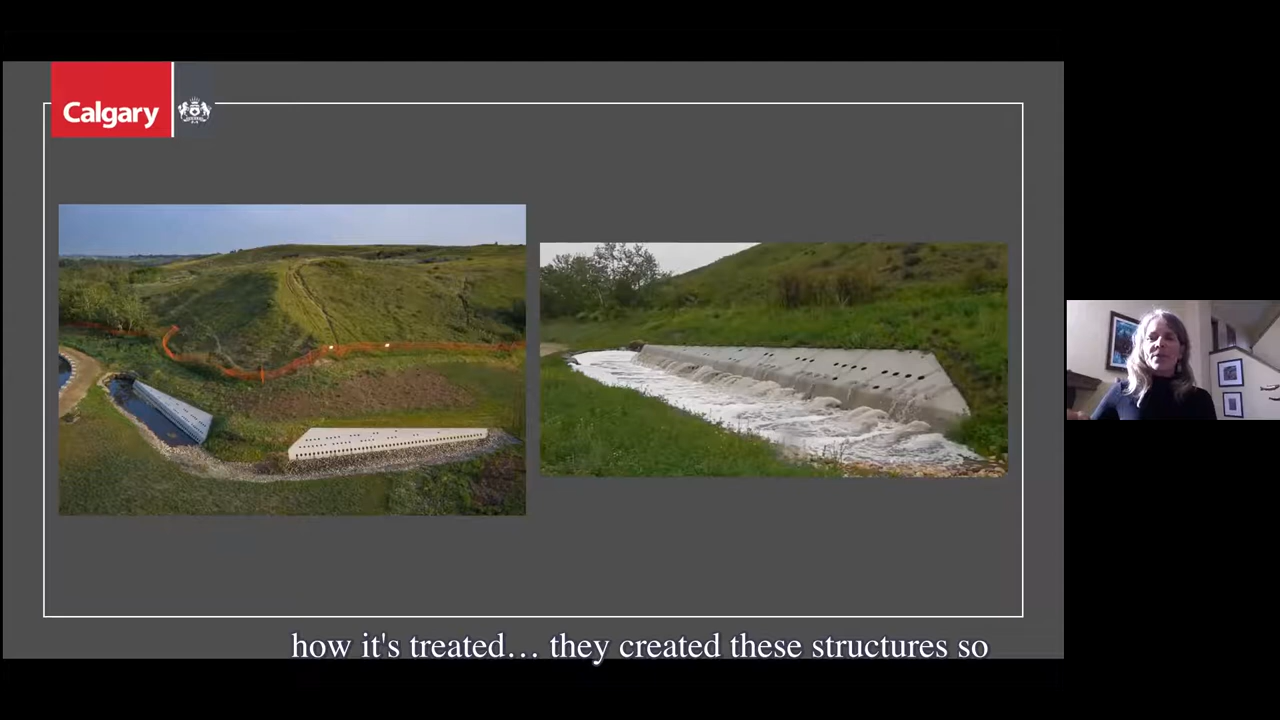 Calgary
how it's treated… they created these structures so